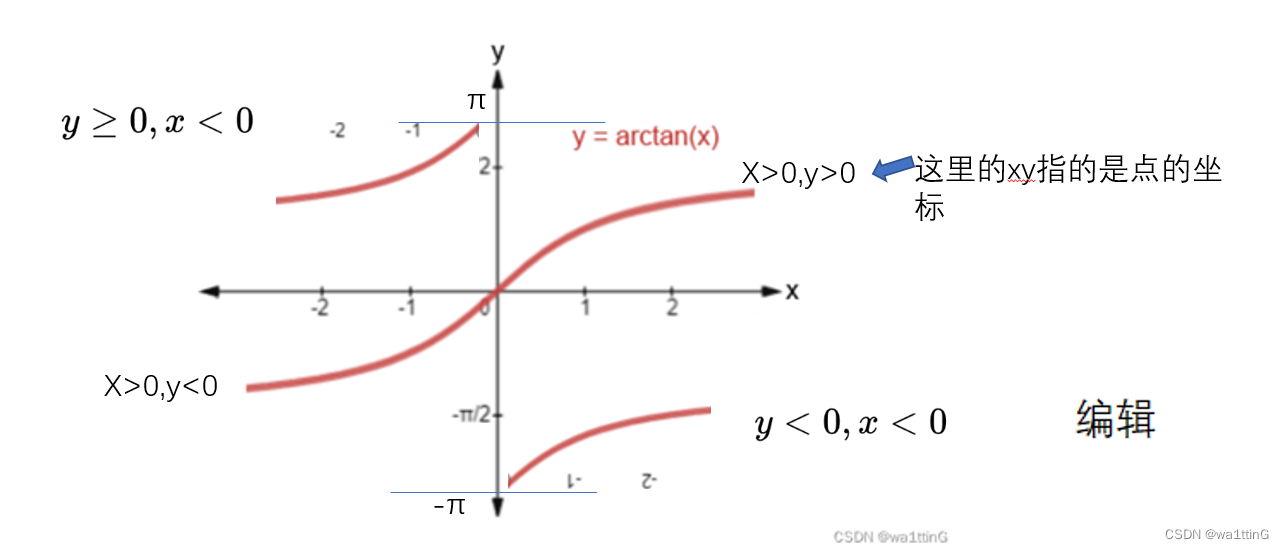 y
π
y ≥ 0, x < 0
-2
-1
y = arctan(x)
2
X>0,y>0
这里的xy指的是点的坐
标
x
-2
-1
0
1
2
X>0,y<0
-π/2
y < 0, x < 0
编辑
-1
-2
-π
CSDN @wa1ttinG
CSDN @wa1ttinG